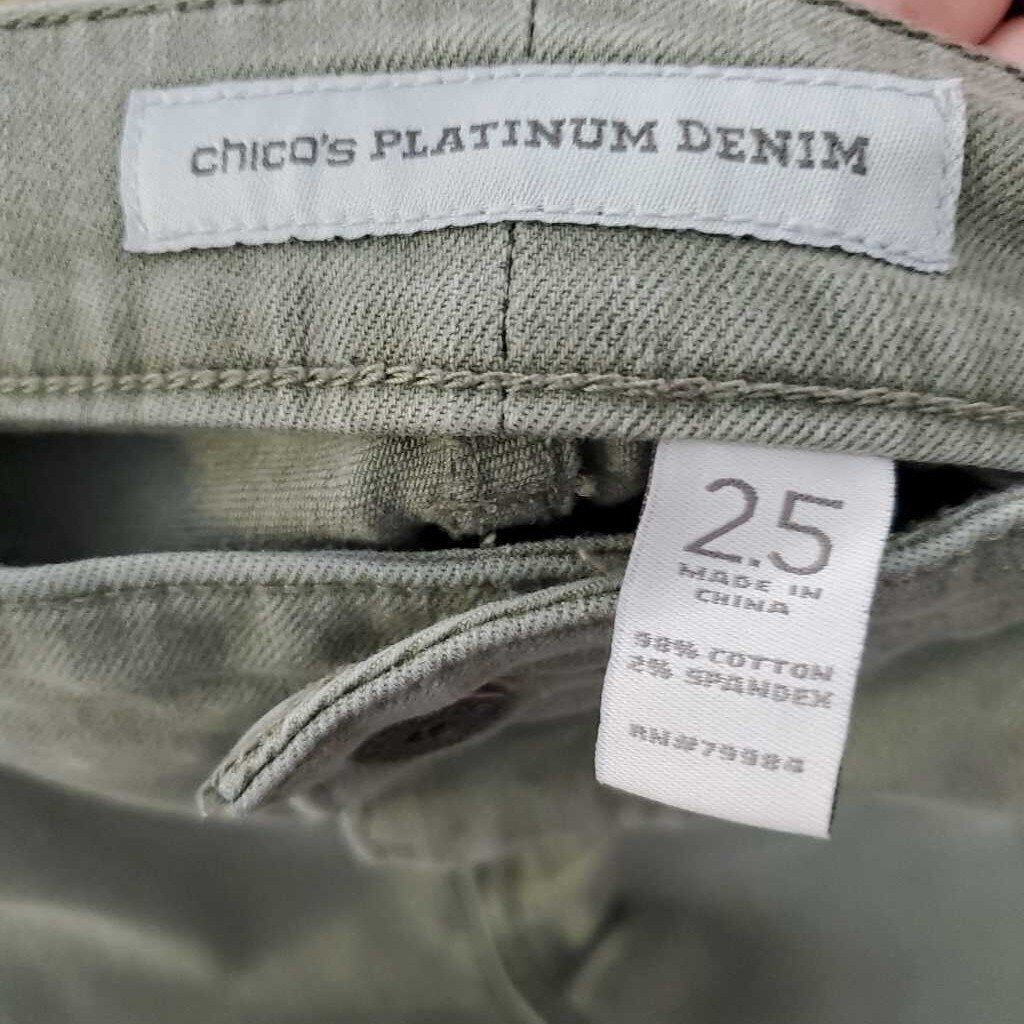 chico's PLATINUM DENIM
2.5
MADE IN
CHINA
98% COTTON
2% SPANDEX
RN#79984